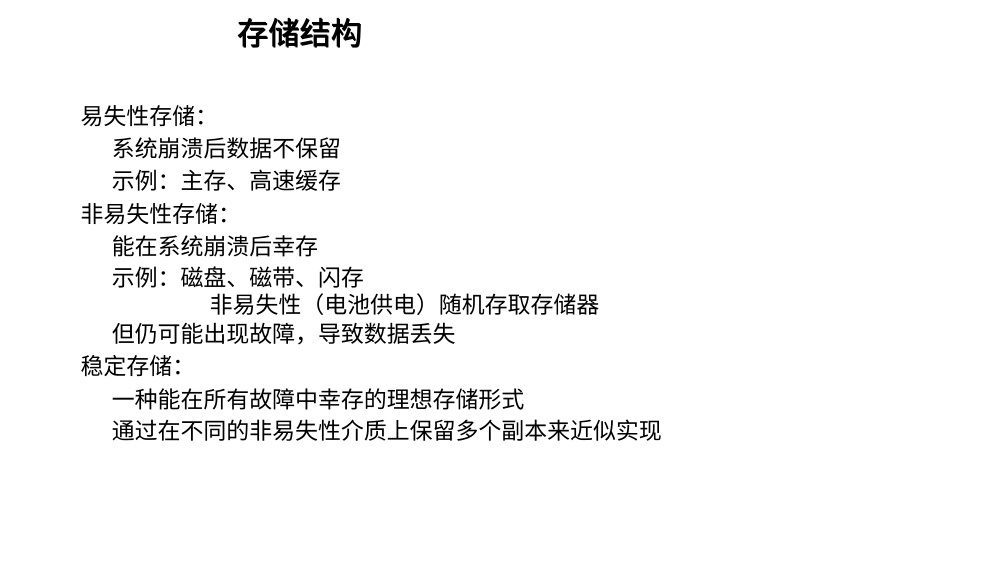 存储结构
易失性存储：
系统崩溃后数据不保留
示例：主存、高速缓存
非易失性存储：
能在系统崩溃后幸存
示例：磁盘、磁带、闪存
非易失性（电池供电）随机存取存储器
但仍可能出现故障，导致数据丢失
稳定存储：
一种能在所有故障中幸存的理想存储形式
通过在不同的非易失性介质上保留多个副本来近似实现